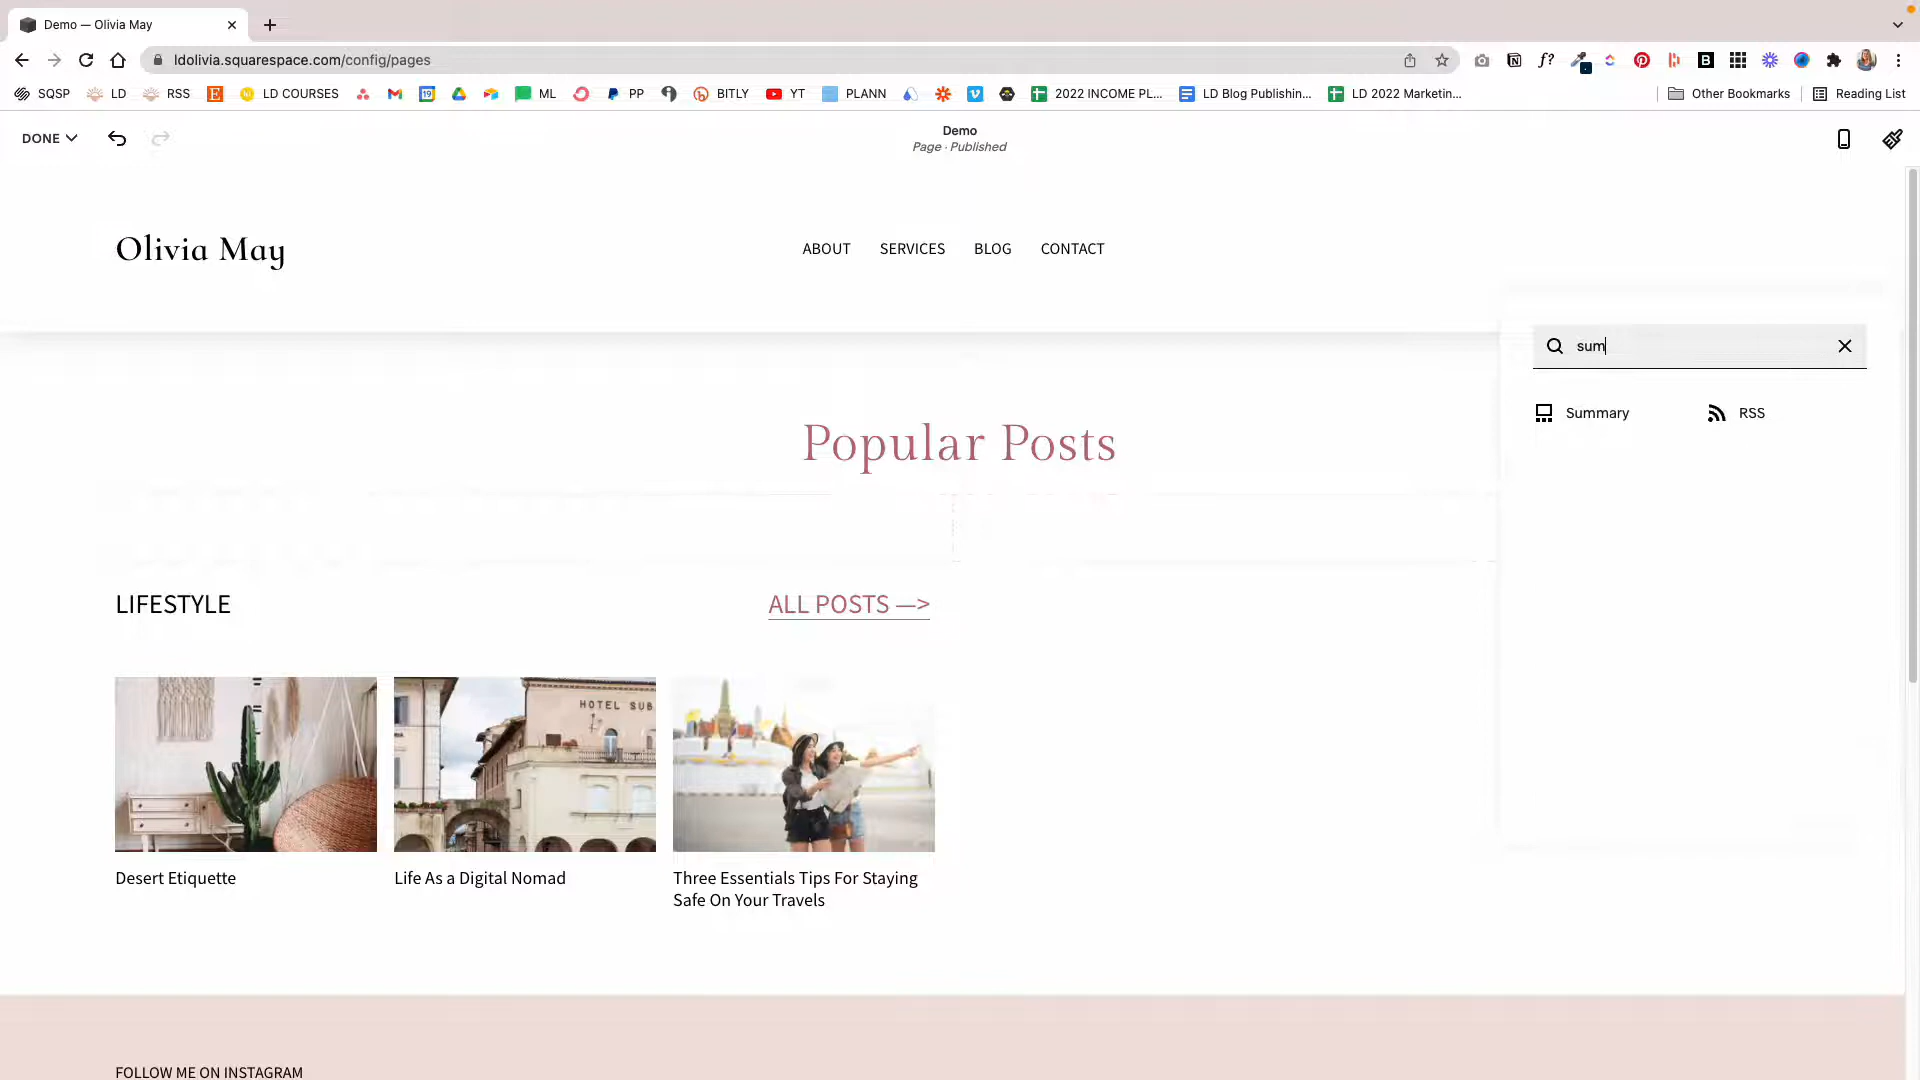 Demo — Olivia May
ldolivia.squarespace.com/config/pages
SQSP LD RSS LD COURSES 19 ML PP BITLY YT PLANN 2022 INCOME PL... LD Blog Publishin... LD 2022 Marketin... Other Bookmarks Reading List
DONE
Demo
Page · Published
Olivia May
ABOUT SERVICES BLOG CONTACT
sum
Summary RSS
Popular Posts
LIFESTYLE ALL POSTS —>
HOTEL SUB
Desert Etiquette
Life As a Digital Nomad
Three Essentials Tips For Staying
Safe On Your Travels
FOLLOW ME ON INSTAGRAM